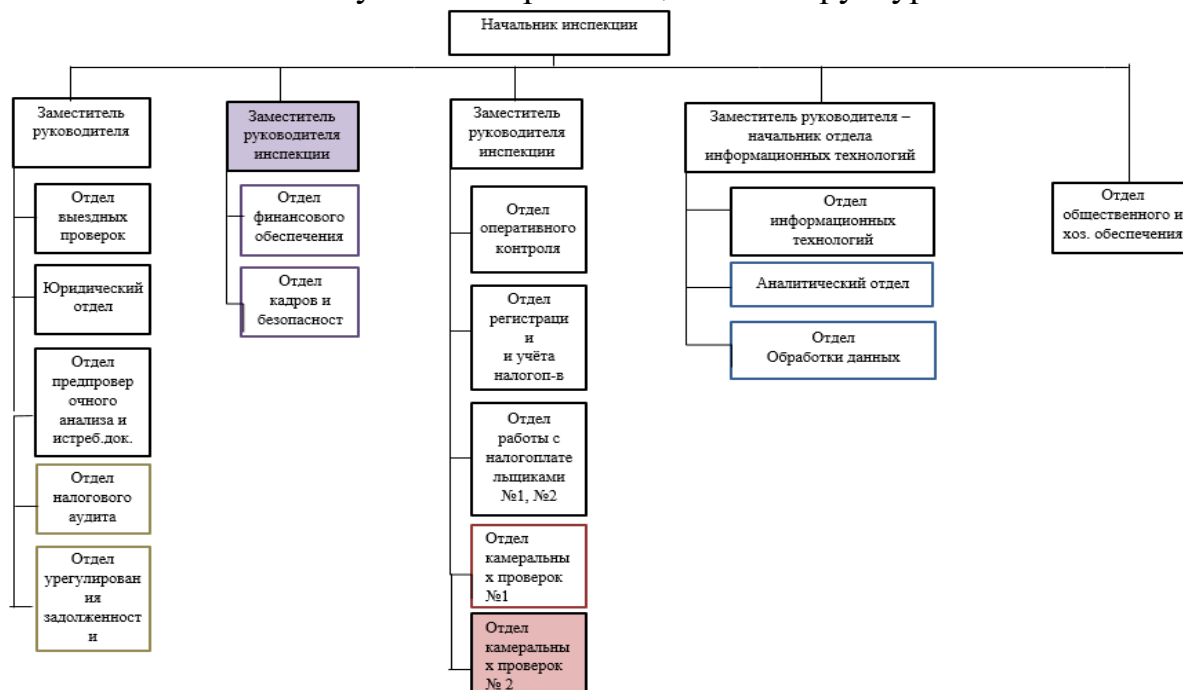 Начальник инспекции
Заместитель
руководителя
Заместитель
руководителя
инспекции
Заместитель
руководителя
инспекции
Заместитель руководителя –
начальник отдела
информационных технологий
Отдел
общественного и
хоз. обеспечения
Отдел
выездных
проверок
Юридический
отдел
Отдел
предпровер
очного
анализа и
истреб.док.
Отдел
налогового
аудита
Отдел
урегулирован
ия
задолженност
и
Отдел
финансового
обеспечения
Отдел
кадров и
безопасност
Отдел
оперативного
контроля
Отдел
регистраци
и
и учёта
налогоп-в
Отдел
работы с
налогоплате
льщиками
№1, №2
Отдел
камеральны
х проверок
№1
Отдел
камеральны
х проверок
№ 2
Отдел
информационных
технологий
Аналитический отдел
Отдел
Обработки данных